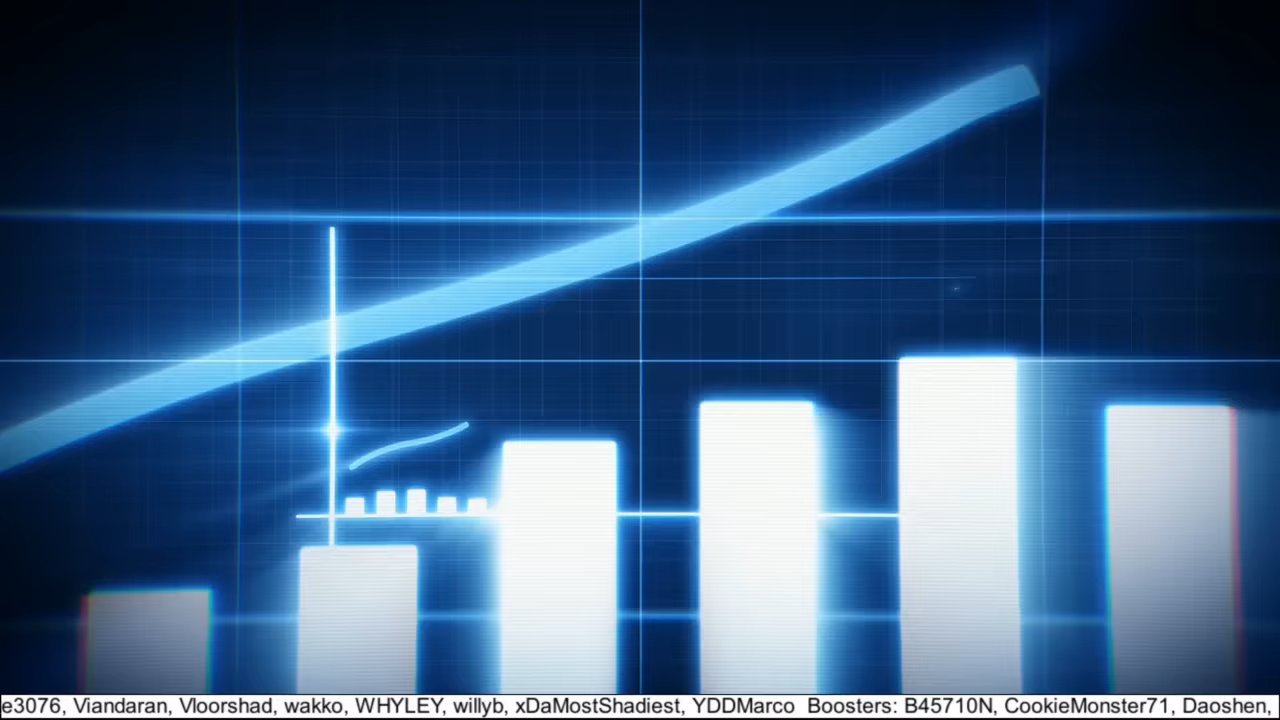 e3076, Viandaran, Vloorshad, wakko, WHYLEY, willyb, xDaMostShadiest, YDDMarco  Boosters: B45710N, CookieMonster71, Daoshen,